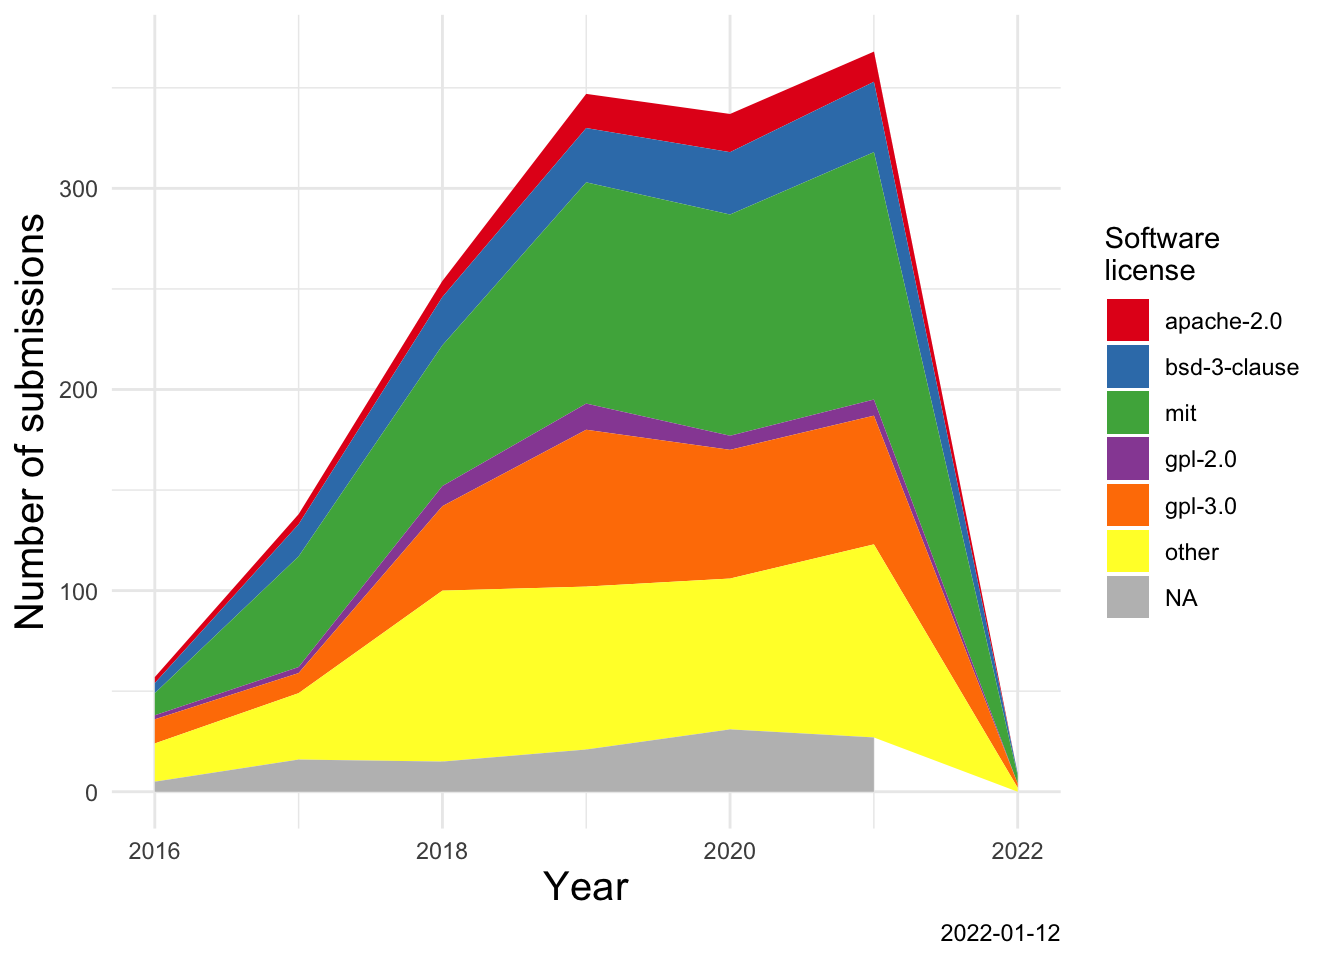 Number of submissions
300
200
100
0
2016
2018
2020
2022
Year
2022-01-12
Software
license
apache-2.0
bsd-3-clause
mit
gpl-2.0
gpl-3.0
other
NA